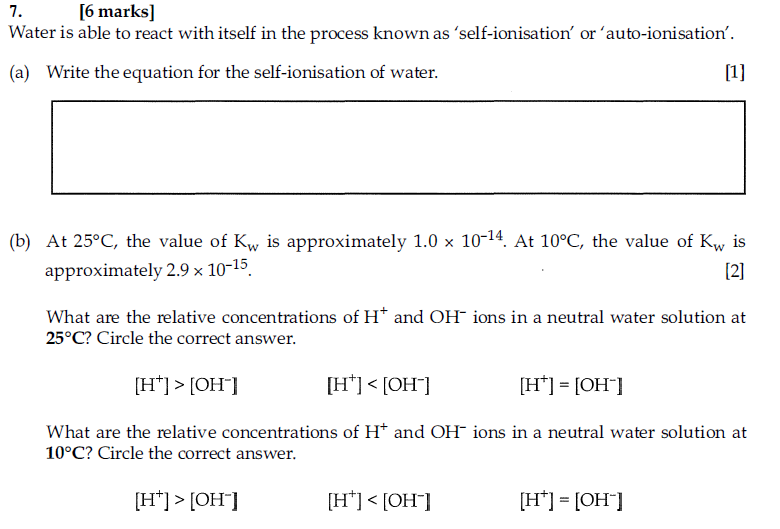 7. [6 marks]
Water is able to react with itself in the process known as ‘self-ionisation’ or ‘auto-ionisation’.
(a) Write the equation for the self-ionisation of water. [1]
(b) At 25°C, the value of K_w is approximately 1.0 × 10⁻¹⁴. At 10°C, the value of K_w is
approximately 2.9 × 10⁻¹⁵. [2]
What are the relative concentrations of H⁺ and OH⁻ ions in a neutral water solution at
25°C? Circle the correct answer.
[H⁺] > [OH⁻] [H⁺] < [OH⁻] [H⁺] = [OH⁻]
What are the relative concentrations of H⁺ and OH⁻ ions in a neutral water solution at
10°C? Circle the correct answer.
[H⁺] > [OH⁻] [H⁺] < [OH⁻] [H⁺] = [OH⁻]